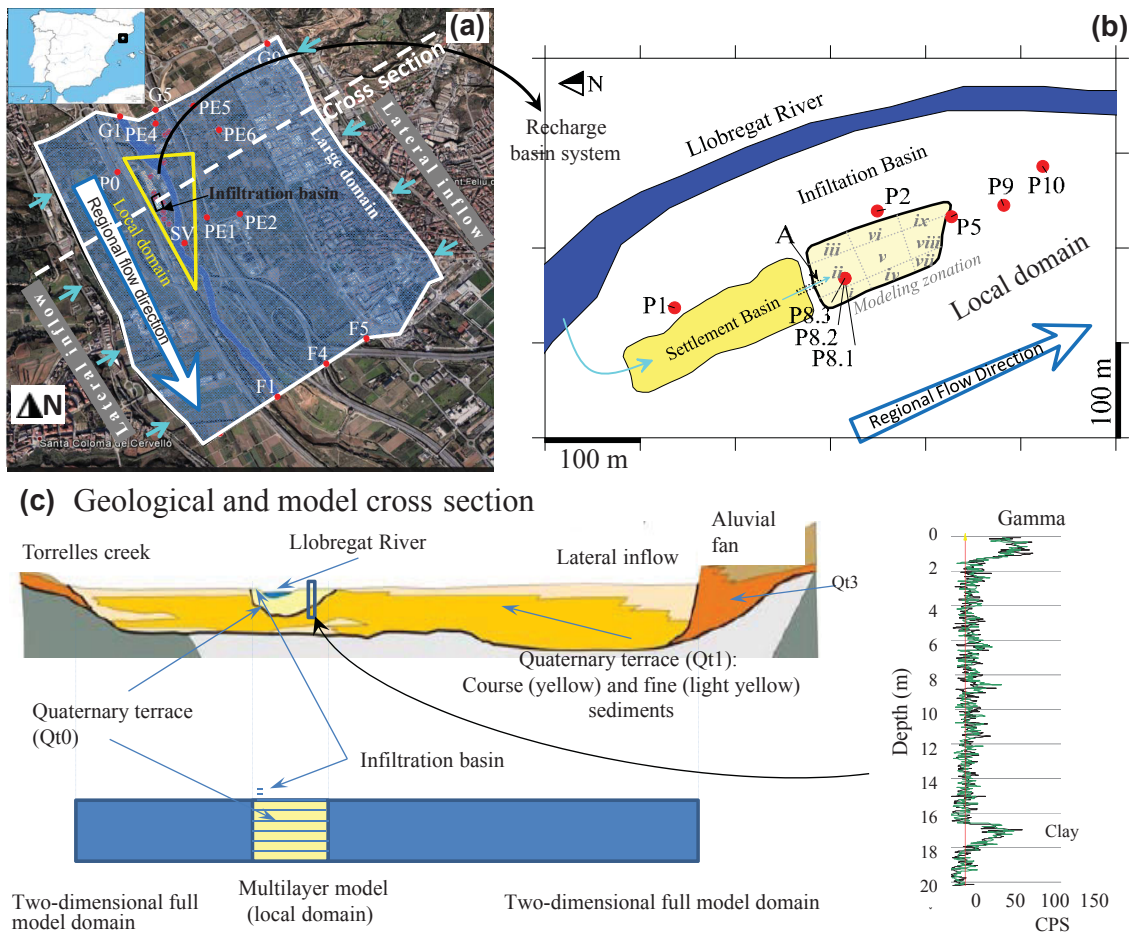 (a)
G9
Cross section
G5
PE5
G1
PE4
PE6
Large domain
Lateral inflow
P0
Infiltration basin
Local domain
Regional flow direction
SV
PE1
PE2
F5
F4
F1
N
Lateral inflow
Santa Coloma de Cervello
(b)
N
Recharge
basin system
Llobregat River
Infiltation Basin
P10
P9
P2
P5
A
iii
vi
ix
ii
v
viii
i
iv
vii
Modeling zonation
Local domain
P1
Settlement Basin
P8.3
P8.2
P8.1
Regional Flow Direction
100 m
100 m
(c) Geological and model cross section
Torrelles creek
Llobregat River
Lateral inflow
Aluvial
fan
Qt3
Quaternary terrace (Qt1):
Course (yellow) and fine (light yellow)
sediments
Quaternary terrace
(Qt0)
Infiltration basin
Two-dimensional full
model domain
Multilayer model
(local domain)
Two-dimensional full model domain
Gamma
0
2
4
6
8
10
12
14
16
18
20
Depth (m)
Clay
0 50 100 150
CPS